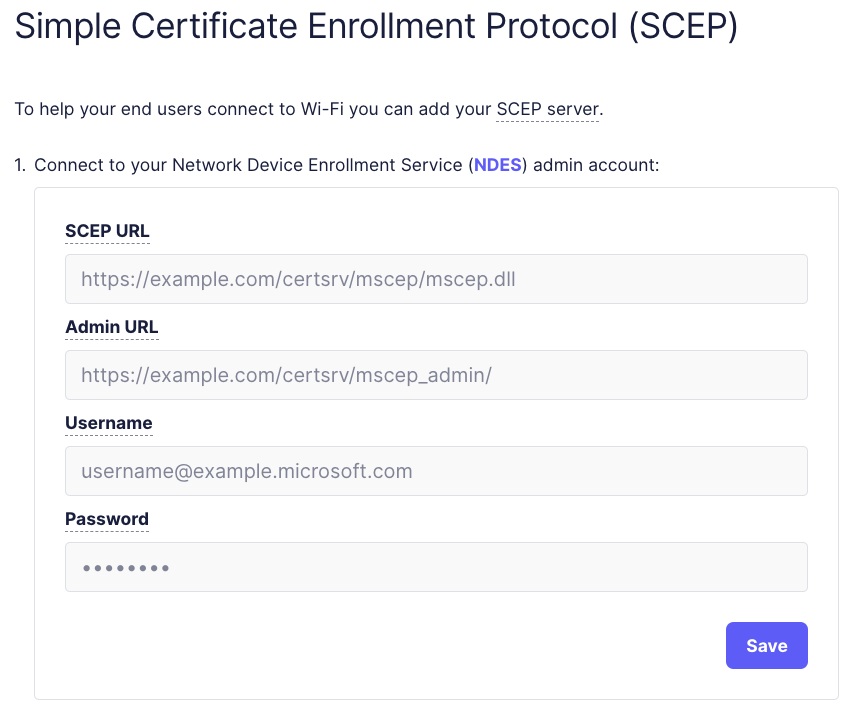 Simple Certificate Enrollment Protocol (SCEP)
To help your end users connect to Wi-Fi you can add your SCEP server.
1. Connect to your Network Device Enrollment Service (NDES) admin account:
SCEP URL
https://example.com/certsrv/mscep/mscep.dll
Admin URL
https://example.com/certsrv/mscep_admin/
Username
username@example.microsoft.com
Password
••••••••
Save